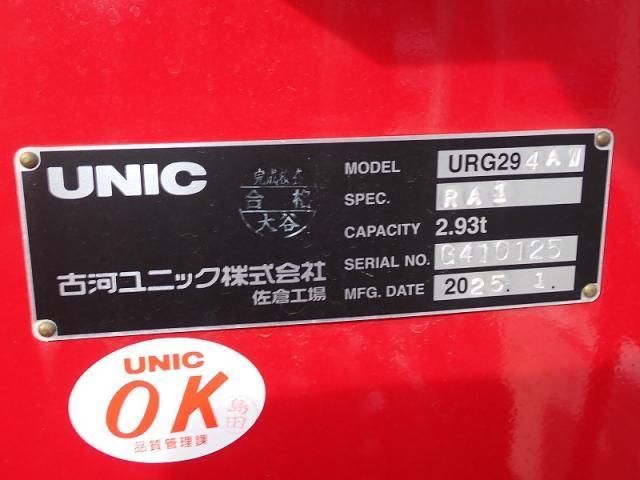 UNIC
完成検査
合格
大谷
古河ユニック株式会社
佐倉工場
MODEL URG294AW
SPEC. RA1
CAPACITY 2.93t
SERIAL NO. G410125
MFG. DATE 2025.1.
UNIC
OK
島田
品質管理課